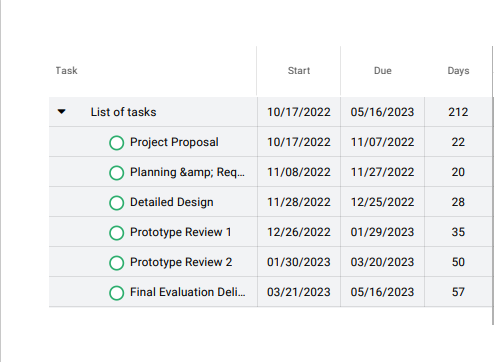 Task Start Due Days
List of tasks 10/17/2022 05/16/2023 212
Project Proposal 10/17/2022 11/07/2022 22
Planning &amp; Req... 11/08/2022 11/27/2022 20
Detailed Design 11/28/2022 12/25/2022 28
Prototype Review 1 12/26/2022 01/29/2023 35
Prototype Review 2 01/30/2023 03/20/2023 50
Final Evaluation Deli... 03/21/2023 05/16/2023 57